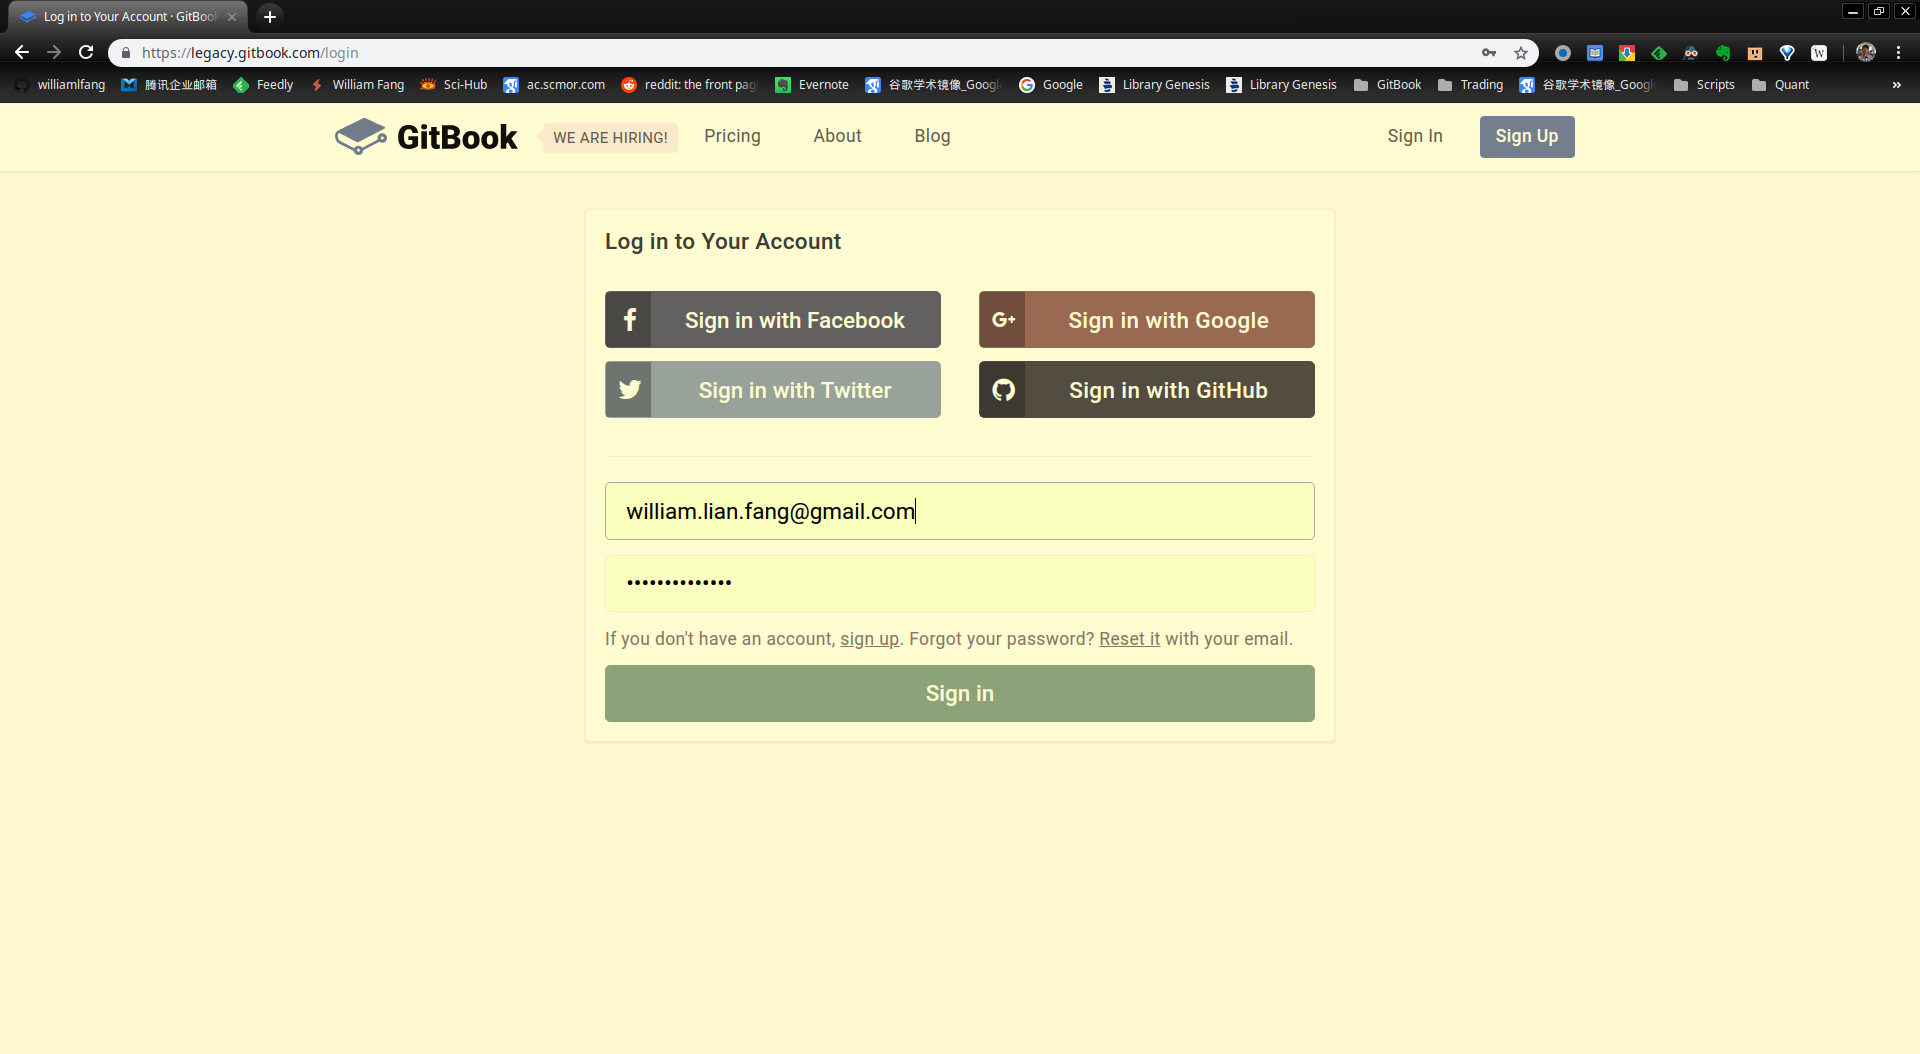 Log in to Your Account · GitBook
https://legacy.gitbook.com/login
williamlfang 腾讯企业邮箱 Feedly William Fang Sci-Hub ac.scmor.com reddit: the front pag Evernote 谷歌学术镜像_Googl Google Library Genesis Library Genesis GitBook Trading 谷歌学术镜像_Googl Scripts Quant »
GitBook WE ARE HIRING! Pricing About Blog Sign In Sign Up
Log in to Your Account
Sign in with Facebook G+ Sign in with Google
Sign in with Twitter Sign in with GitHub
william.lian.fang@gmail.com
••••••••••••••
If you don't have an account, sign up. Forgot your password? Reset it with your email.
Sign in